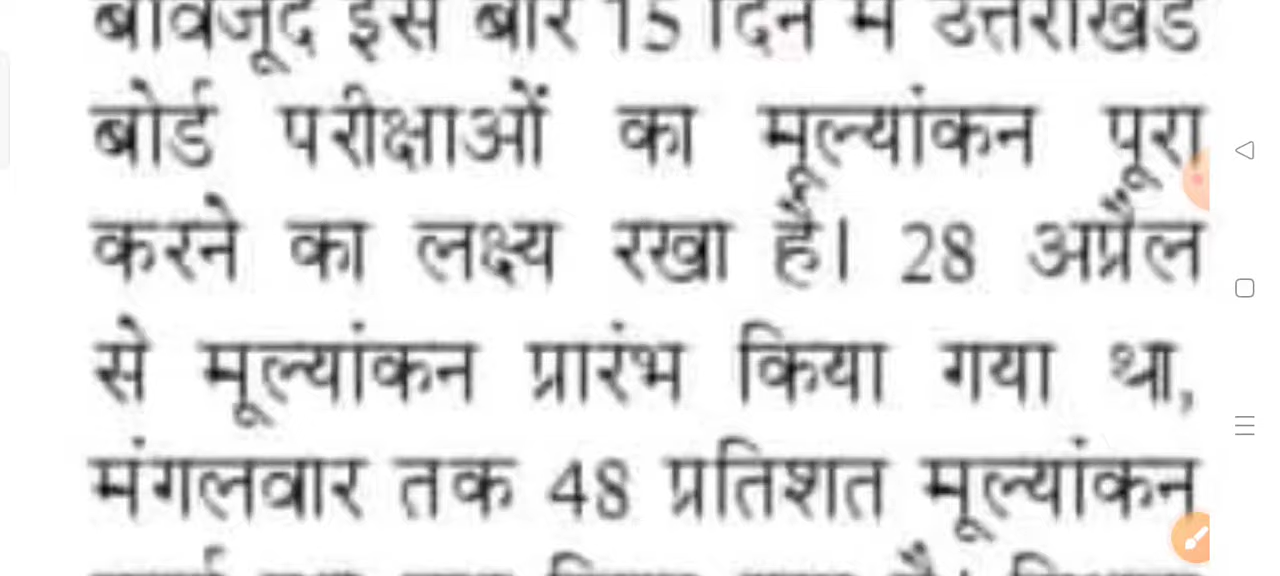 बावजूद इस बार 15 दिन में उत्तराखंड
बोर्ड परीक्षाओं का मूल्यांकन पूरा
करने का लक्ष्य रखा है। 28 अप्रैल
से मूल्यांकन प्रारंभ किया गया था,
मंगलवार तक 48 प्रतिशत मूल्यांकन